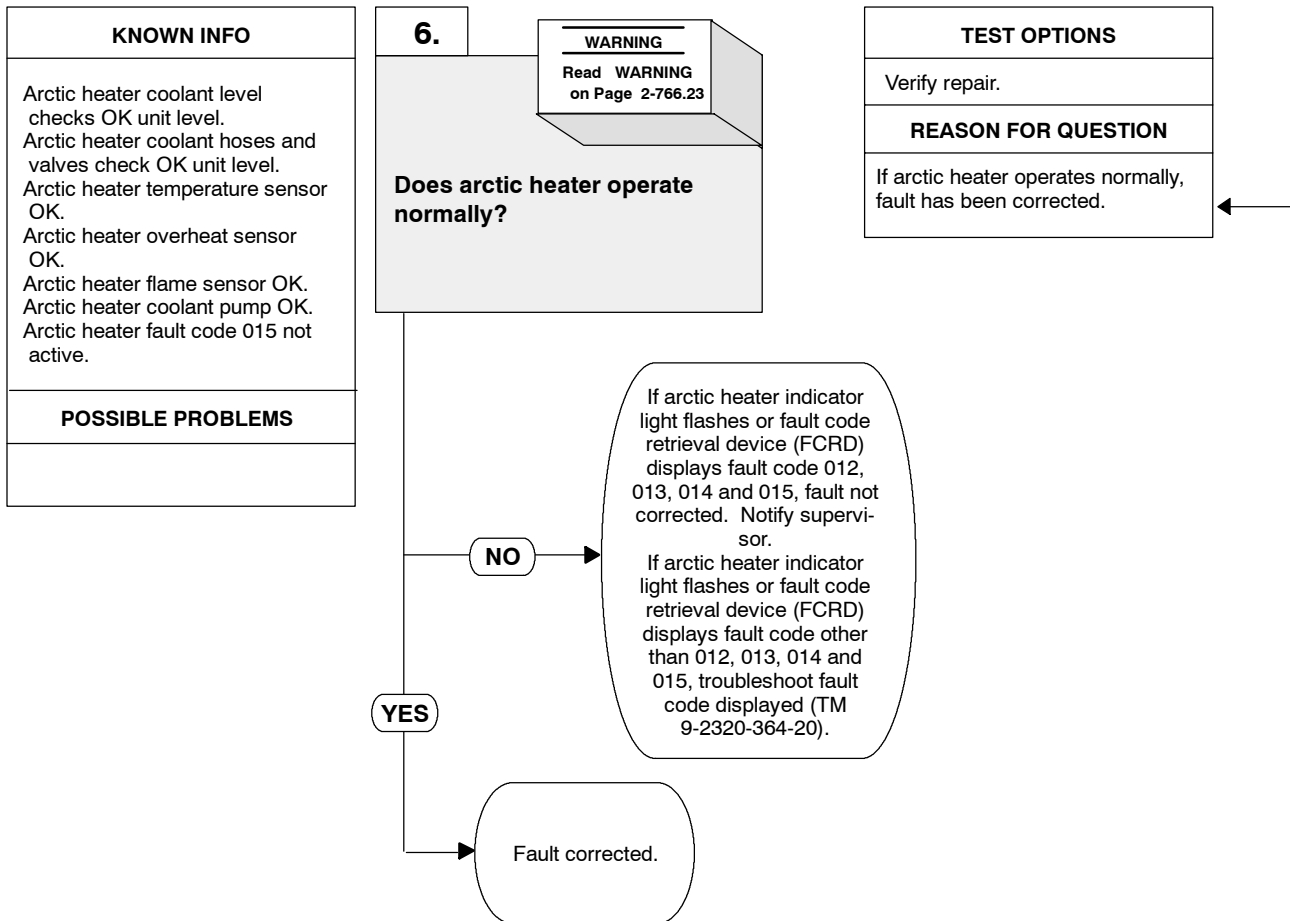 KNOWN INFO
Arctic heater coolant level
checks OK unit level.
Arctic heater coolant hoses and
valves check OK unit level.
Arctic heater temperature sensor
OK.
Arctic heater overheat sensor
OK.
Arctic heater flame sensor OK.
Arctic heater coolant pump OK.
Arctic heater fault code 015 not
active.
POSSIBLE PROBLEMS
6.
WARNING
Read WARNING
on Page 2-766.23
Does arctic heater operate
normally?
TEST OPTIONS
Verify repair.
REASON FOR QUESTION
If arctic heater operates normally,
fault has been corrected.
If arctic heater indicator
light flashes or fault code
retrieval device (FCRD)
displays fault code 012,
013, 014 and 015, fault not
corrected. Notify supervi-
sor.
If arctic heater indicator
light flashes or fault code
retrieval device (FCRD)
displays fault code other
than 012, 013, 014 and
015, troubleshoot fault
code displayed (TM
9-2320-364-20).
NO
YES
Fault corrected.